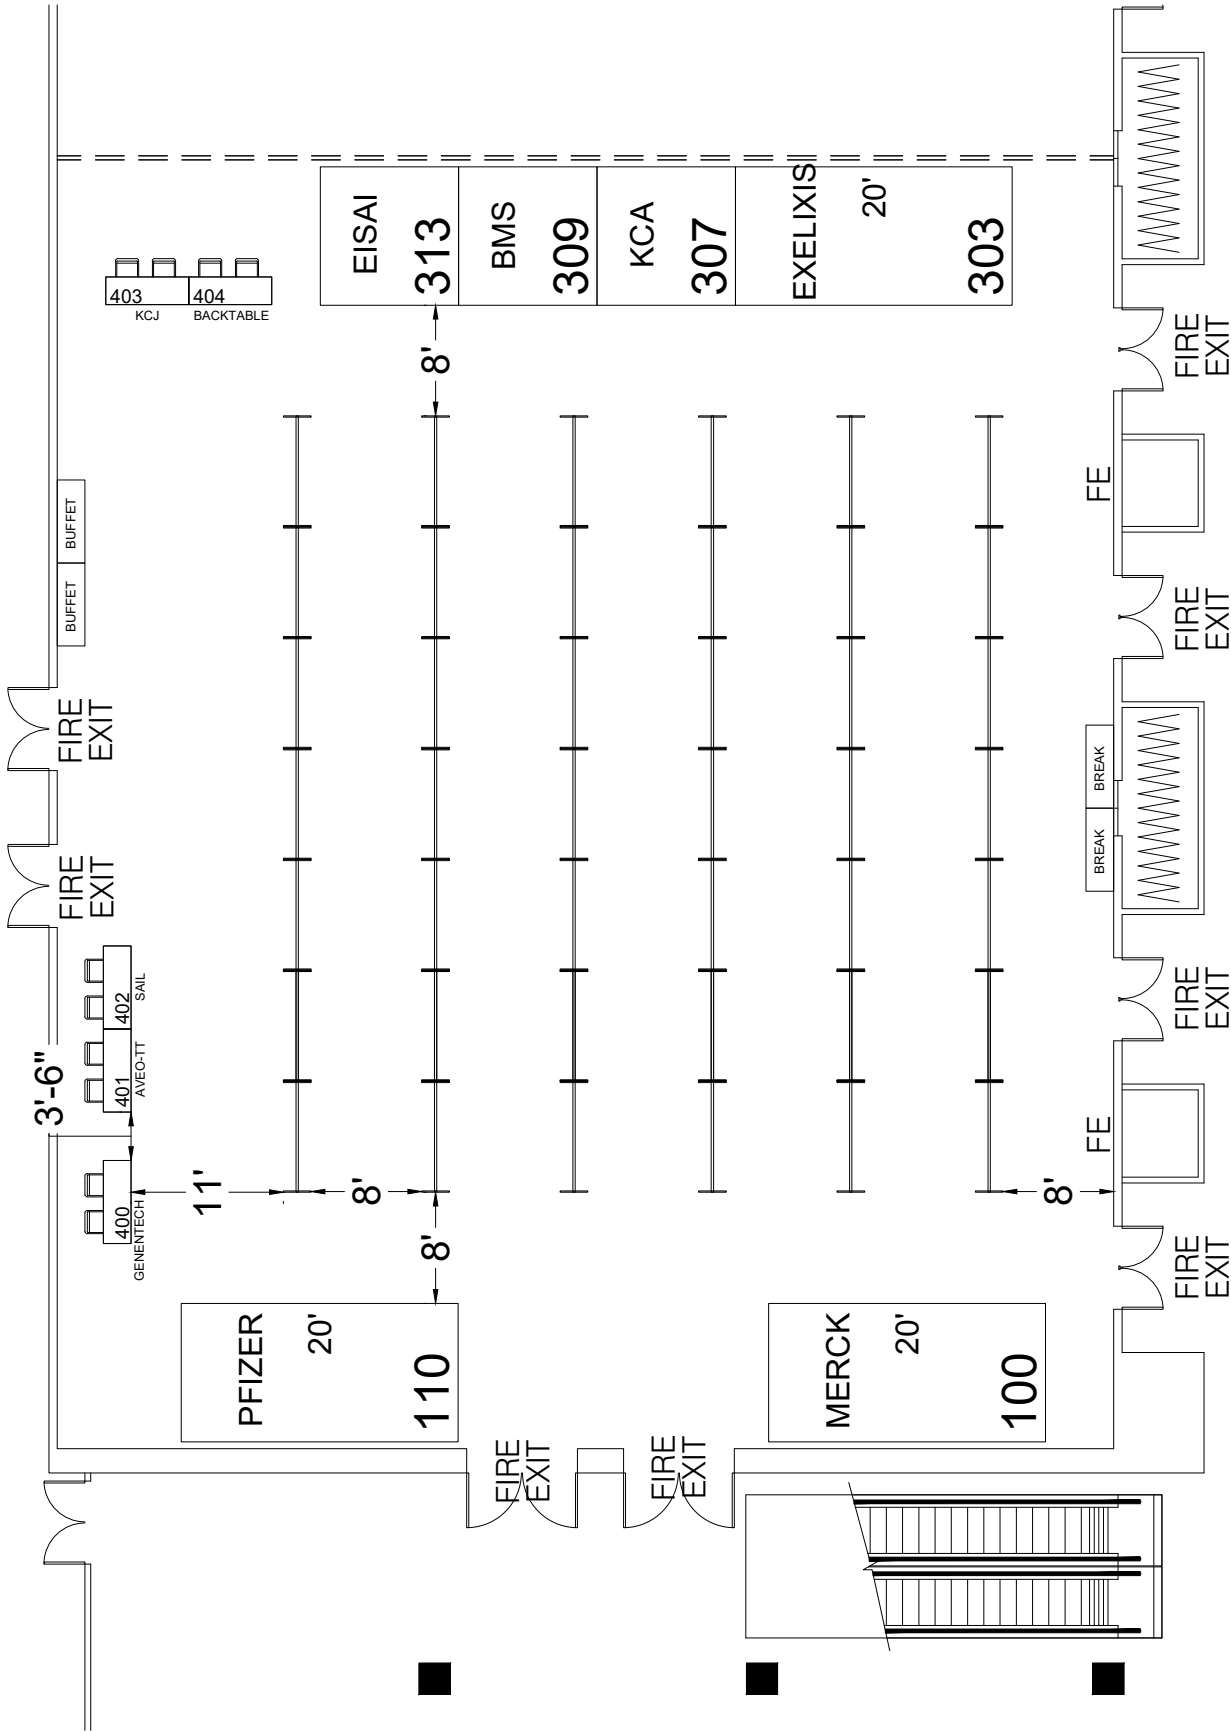 EISAI
313
BMS
309
KCA
307
EXELIXIS
20'
303
403
KCJ
404
BACKTABLE
8'
FIRE
EXIT
BUFFET
BUFFET
FE
FIRE
EXIT
FIRE
EXIT
BREAK
BREAK
FIRE
EXIT
402
SAIL
401
AVEO-TT
3'-6"
FIRE
EXIT
FE
400
GENENTECH
11'
8'
8'
8'
FIRE
EXIT
PFIZER
20'
110
MERCK
20'
100
FIRE
EXIT
FIRE
EXIT